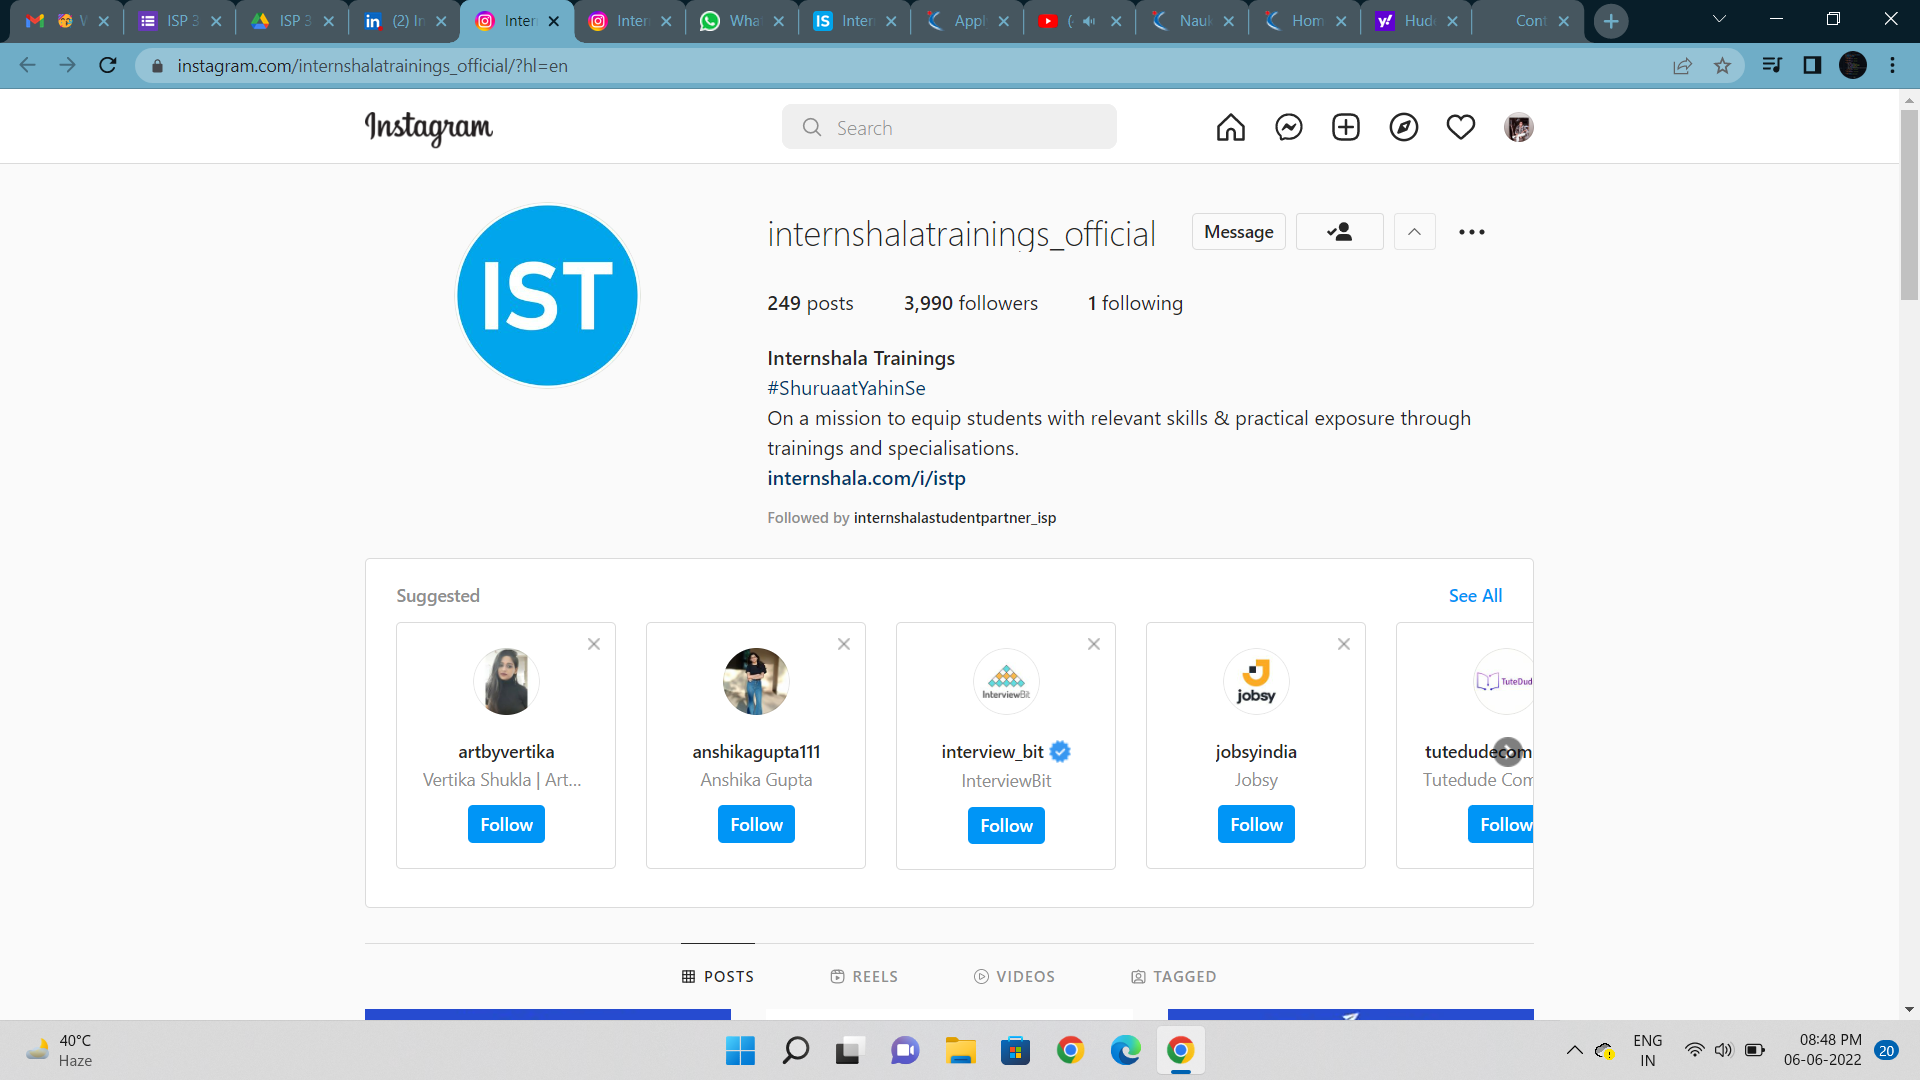 ISP 3
ISP 3
(2) In
Inter
Inter
What
Inter
Appl
Nauk
Hom
Hude
Cont
instagram.com/internshalatrainings_official/?hl=en
Instagram
Search
IST
internshalatrainings_official
Message
249 posts
3,990 followers
1 following
Internshala Trainings
#ShuruaatYahinSe
On a mission to equip students with relevant skills & practical exposure through
trainings and specialisations.
internshala.com/i/istp
Followed by internshalastudentpartner_isp
Suggested
See All
InterviewBit
jobsy
TuteDud
artbyvertika
anshikagupta111
interview_bit
jobsyindia
tutedudecom
Vertika Shukla | Art...
Anshika Gupta
InterviewBit
Jobsy
Tutedude Com
Follow
Follow
Follow
Follow
Follow
POSTS
REELS
VIDEOS
TAGGED
40°C
Haze
ENG
IN
08:48 PM
06-06-2022
20